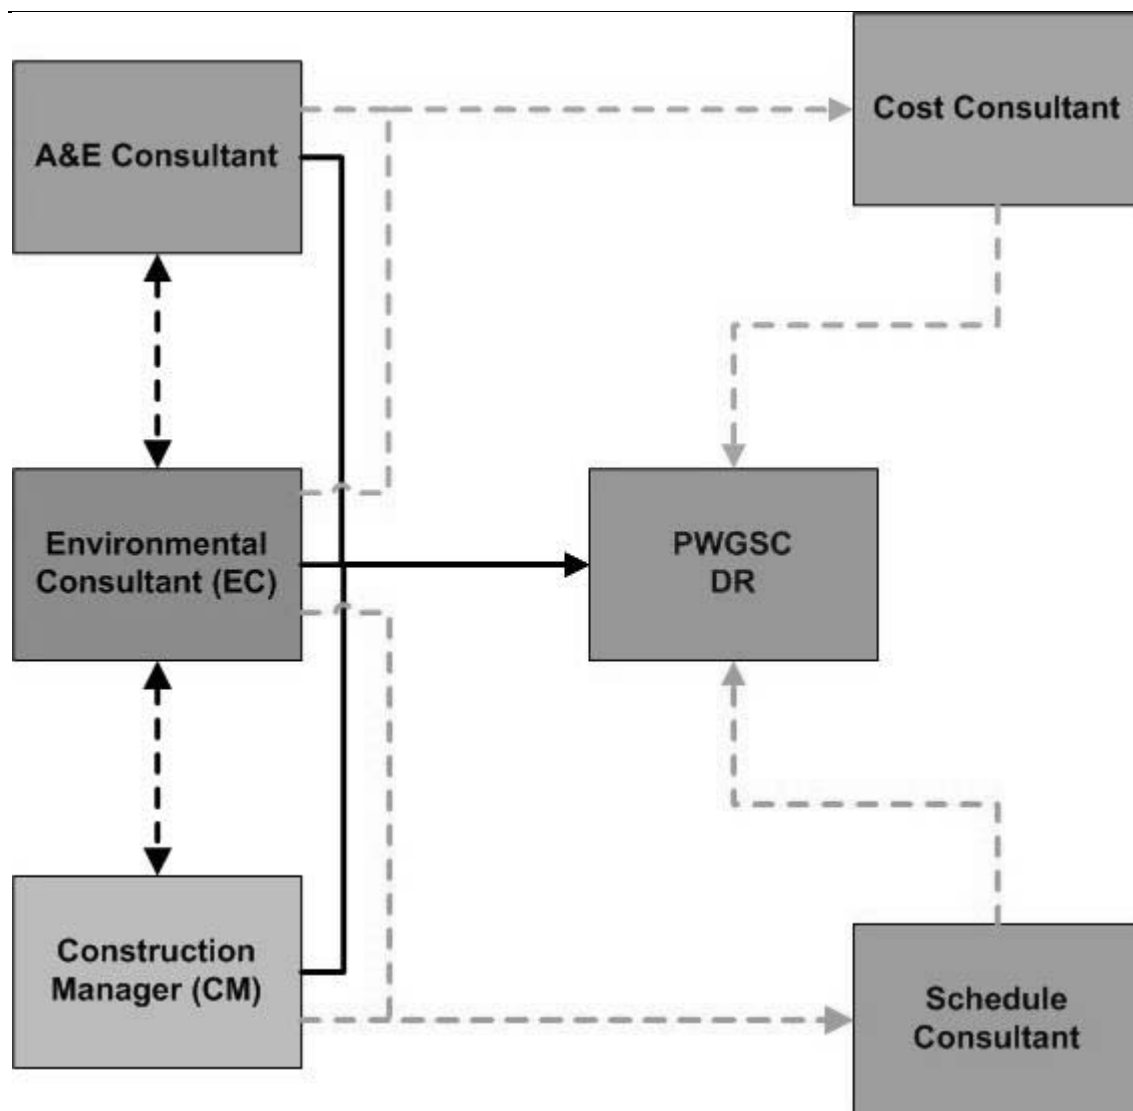 Cost Consultant
A&E Consultant
Environmental
Consultant (EC)
PWGSC
DR
Construction
Manager (CM)
Schedule
Consultant